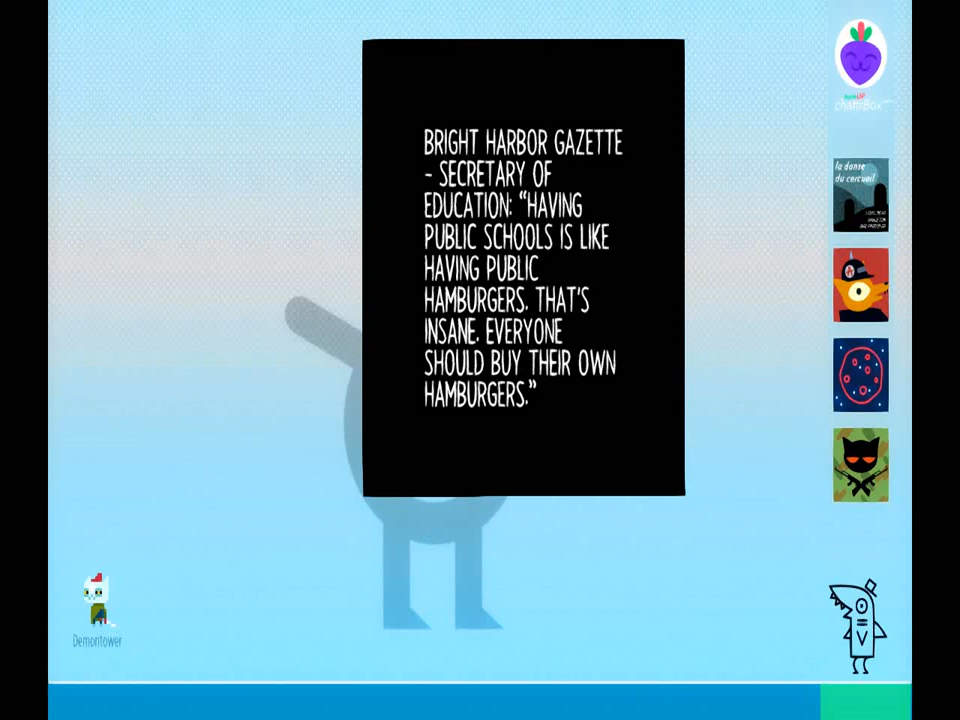 BRIGHT HARBOR GAZETTE
- SECRETARY OF
EDUCATION: "HAVING
PUBLIC SCHOOLS IS LIKE
HAVING PUBLIC
HAMBURGERS. THAT'S
INSANE. EVERYONE
SHOULD BUY THEIR OWN
HAMBURGERS."
chattrBox
la danse
du cercueil
Demontower